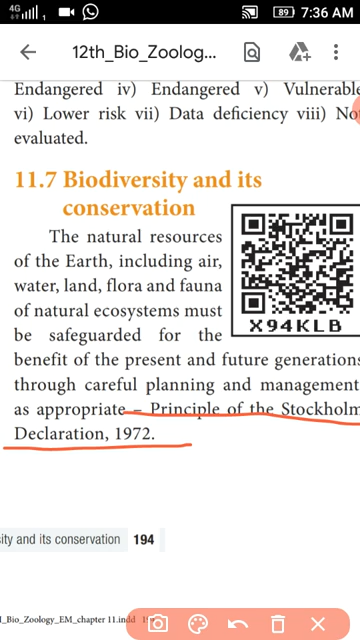 4G
89
7:36 AM
12th_Bio_Zoology...
Endangered iv) Endangered v) Vulnerable
vi) Lower risk vii) Data deficiency viii) Not
evaluated.
11.7 Biodiversity and its
conservation
The natural resources
of the Earth, including air,
water, land, flora and fauna
of natural ecosystems must
be safeguarded for the
X94KLB
benefit of the present and future generations
through careful planning and management
as appropriate – Principle of the Stockholm
Declaration, 1972.
sity and its conservation 194
_Bio_Zoology_EM_chapter 11.indd